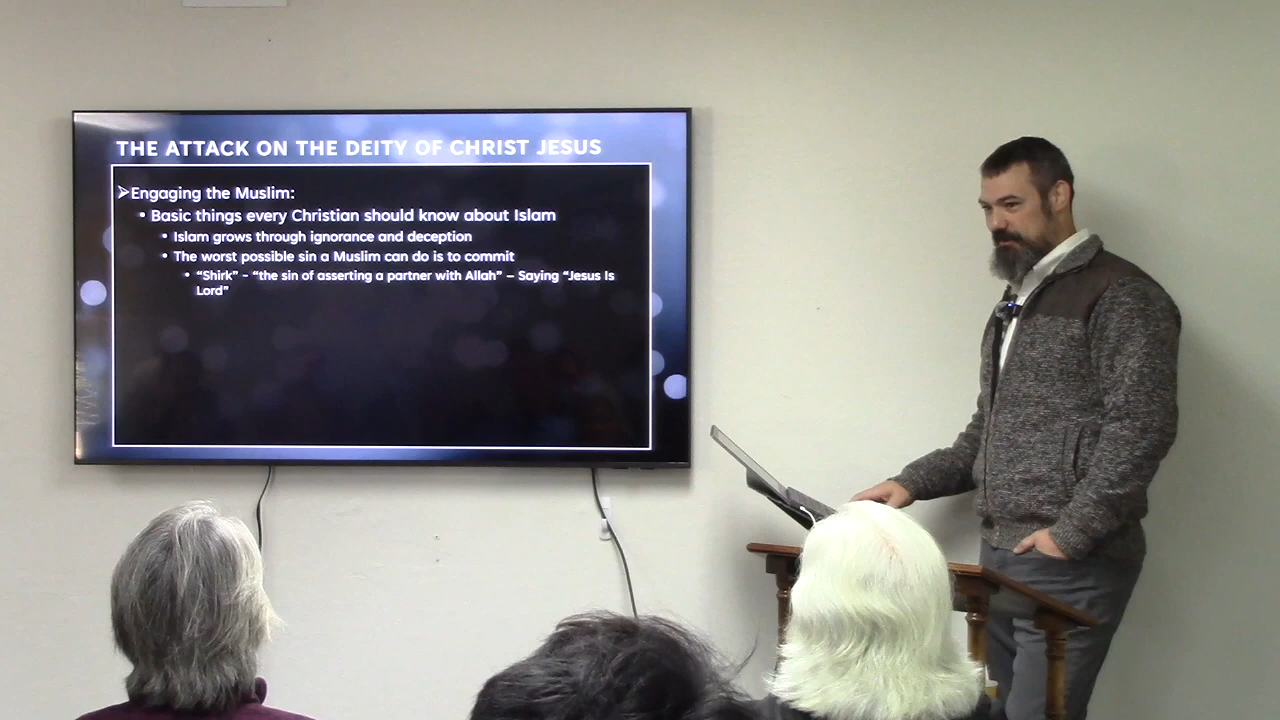 THE ATTACK ON THE DEITY OF CHRIST JESUS
➢Engaging the Muslim:
• Basic things every Christian should know about Islam
• Islam grows through ignorance and deception
• The worst possible sin a Muslim can do is to commit
• “Shirk” – “the sin of asserting a partner with Allah” – Saying “Jesus Is
Lord”